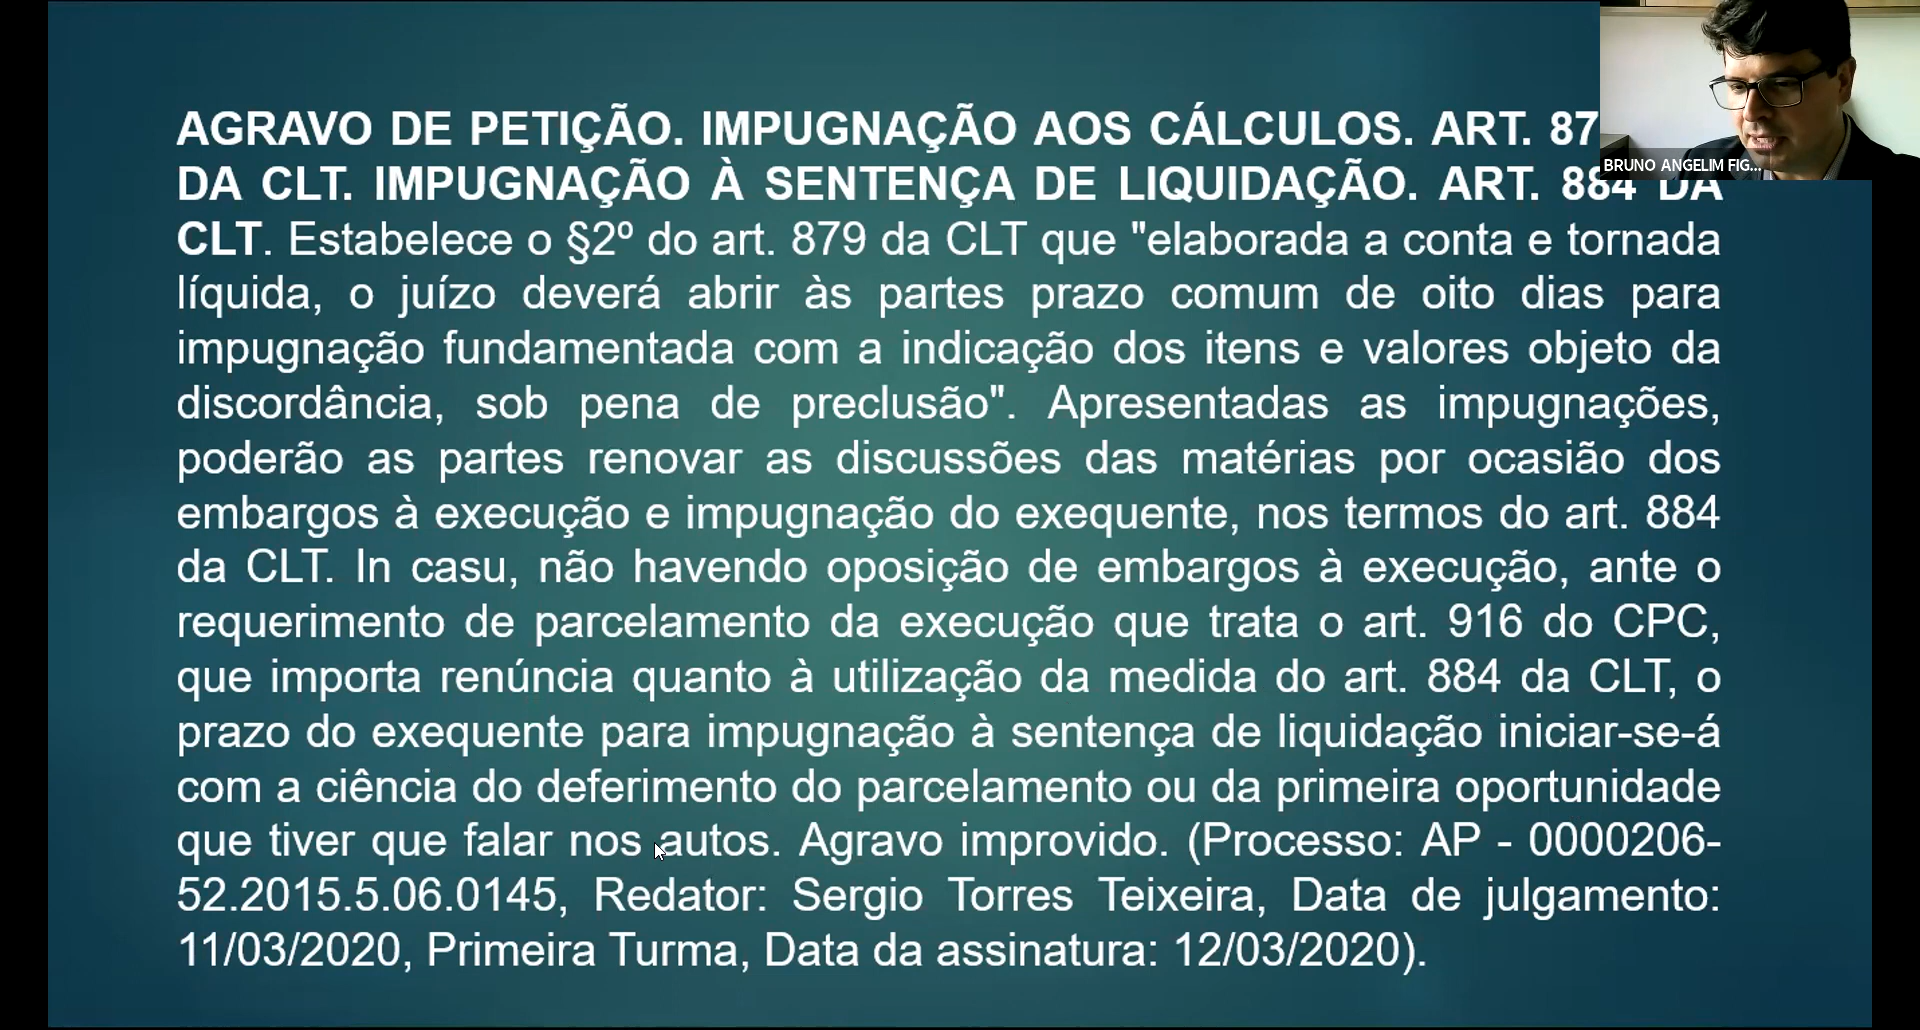 AGRAVO DE PETIÇÃO. IMPUGNAÇÃO AOS CÁLCULOS. ART. 87
BRUNO ANGELIM FIG...
DA CLT. IMPUGNAÇÃO À SENTENÇA DE LIQUIDAÇÃO. ART. 884 DA
CLT. Estabelece o §2º do art. 879 da CLT que "elaborada a conta e tornada
líquida, o juízo deverá abrir às partes prazo comum de oito dias para
impugnação fundamentada com a indicação dos itens e valores objeto da
discordância, sob pena de preclusão". Apresentadas as impugnações,
poderão as partes renovar as discussões das matérias por ocasião dos
embargos à execução e impugnação do exequente, nos termos do art. 884
da CLT. In casu, não havendo oposição de embargos à execução, ante o
requerimento de parcelamento da execução que trata o art. 916 do CPC,
que importa renúncia quanto à utilização da medida do art. 884 da CLT, o
prazo do exequente para impugnação à sentença de liquidação iniciar-se-á
com a ciência do deferimento do parcelamento ou da primeira oportunidade
que tiver que falar nos autos. Agravo improvido. (Processo: AP - 0000206-
52.2015.5.06.0145, Redator: Sergio Torres Teixeira, Data de julgamento:
11/03/2020, Primeira Turma, Data da assinatura: 12/03/2020).